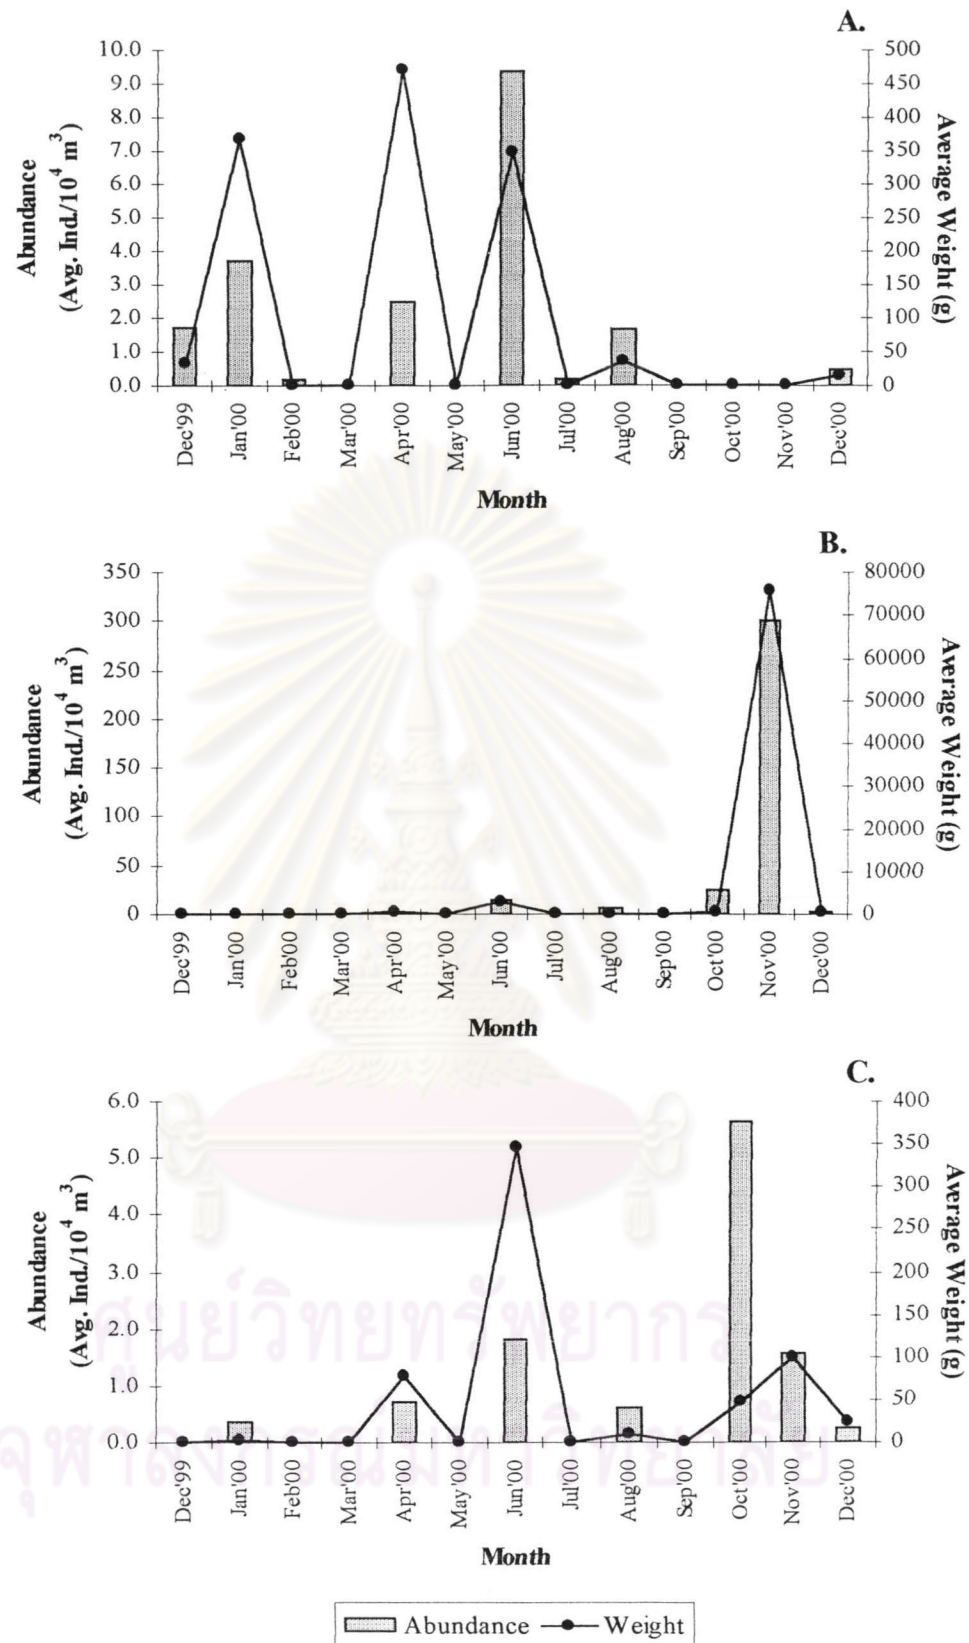 A.
10.0
9.0
8.0
7.0
6.0
5.0
4.0
3.0
2.0
1.0
0.0
500
450
400
350
300
250
200
150
100
50
0
Abundance
(Avg. Ind./10⁴ m³)
Average Weight (g)
Dec'99 Jan'00 Feb'00 Mar'00 Apr'00 May'00 Jun'00 Jul'00 Aug'00 Sep'00 Oct'00 Nov'00 Dec'00
Month
B.
350
300
250
200
150
100
50
0
80000
70000
60000
50000
40000
30000
20000
10000
0
Abundance
(Avg. Ind./10⁴ m³)
Average Weight (g)
Dec'99 Jan'00 Feb'00 Mar'00 Apr'00 May'00 Jun'00 Jul'00 Aug'00 Sep'00 Oct'00 Nov'00 Dec'00
Month
C.
6.0
5.0
4.0
3.0
2.0
1.0
0.0
400
350
300
250
200
150
100
50
0
Abundance
(Avg. Ind./10⁴ m³)
Average Weight (g)
ศูนย์วิทยทรัพยากร
จุฬาลงกรณ์มหาวิทยาลัย
Dec'99 Jan'00 Feb'00 Mar'00 Apr'00 May'00 Jun'00 Jul'00 Aug'00 Sep'00 Oct'00 Nov'00 Dec'00
Month
Abundance Weight